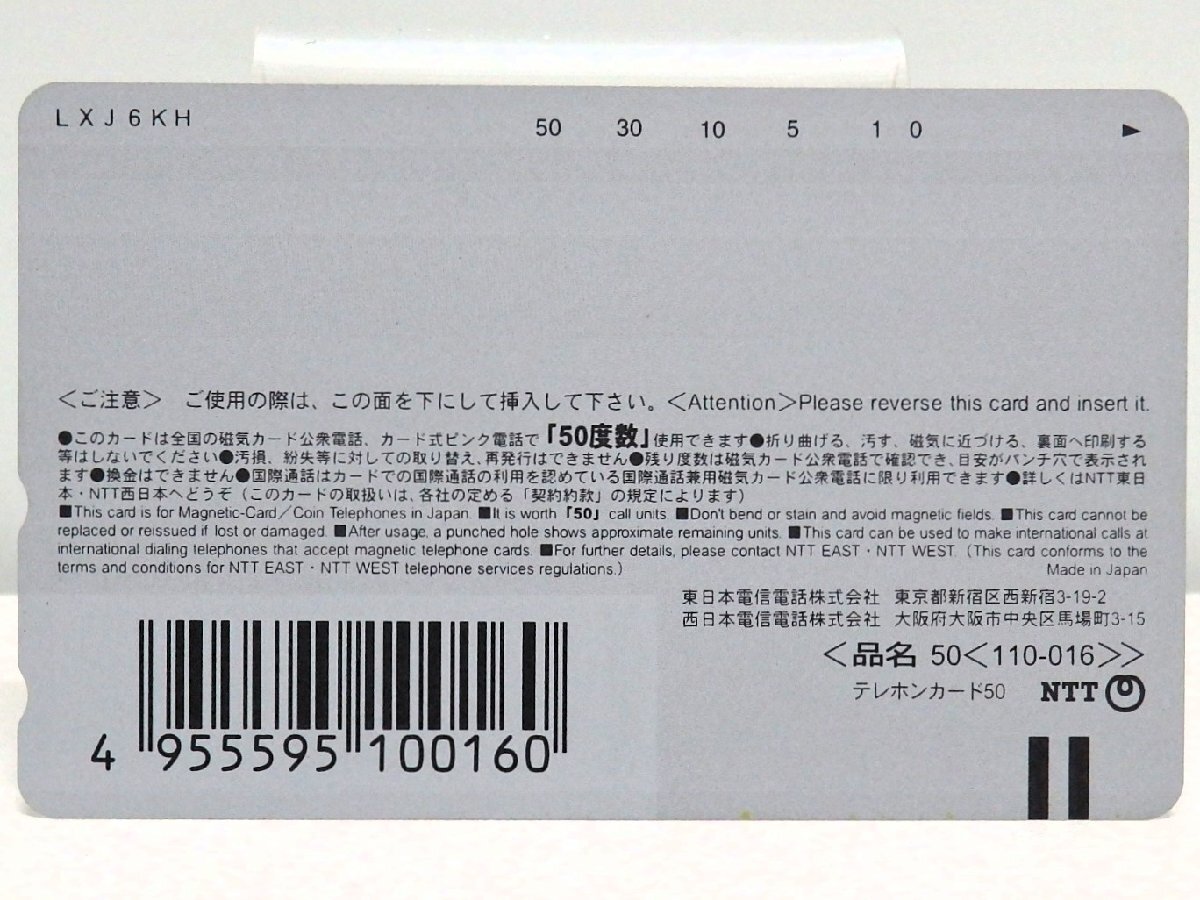 LXJ6KH
50 30 10 5 1 0 ▶
＜ご注意＞ ご使用の際は、この面を下にして挿入して下さい。＜Attention＞Please reverse this card and insert it.
●このカードは全国の磁気カード公衆電話、カード式ピンク電話で「50度数」使用できます●折り曲げる、汚す、磁気に近づける、裏面へ印刷する
等はしないでください●汚損、紛失等に対しての取り替え、再発行はできません●残り度数は磁気カード公衆電話で確認でき、目安がパンチ穴で表示され
ます●換金はできません●国際通話はカードでの国際通話の利用を認めている国際通話兼用磁気カード公衆電話に限り利用できます●詳しくはNTT東日
本・NTT西日本へどうぞ（このカードの取扱いは、各社の定める「契約約款」の規定によります）
■This card is for Magnetic-Card／Coin Telephones in Japan. ■It is worth「50」call units. ■Don't bend or stain and avoid magnetic fields. ■This card cannot be
replaced or reissued if lost or damaged. ■After usage, a punched hole shows approximate remaining units. ■This card can be used to make international calls at
international dialing telephones that accept magnetic telephone cards. ■For further details, please contact NTT EAST・NTT WEST.（This card conforms to the
terms and conditions for NTT EAST・NTT WEST telephone services regulations.） Made in Japan
東日本電信電話株式会社 東京都新宿区西新宿3-19-2
西日本電信電話株式会社 大阪府大阪市中央区馬場町3-15
＜品名 50＜110-016＞＞
テレホンカード50 NTT
4 955595 100160